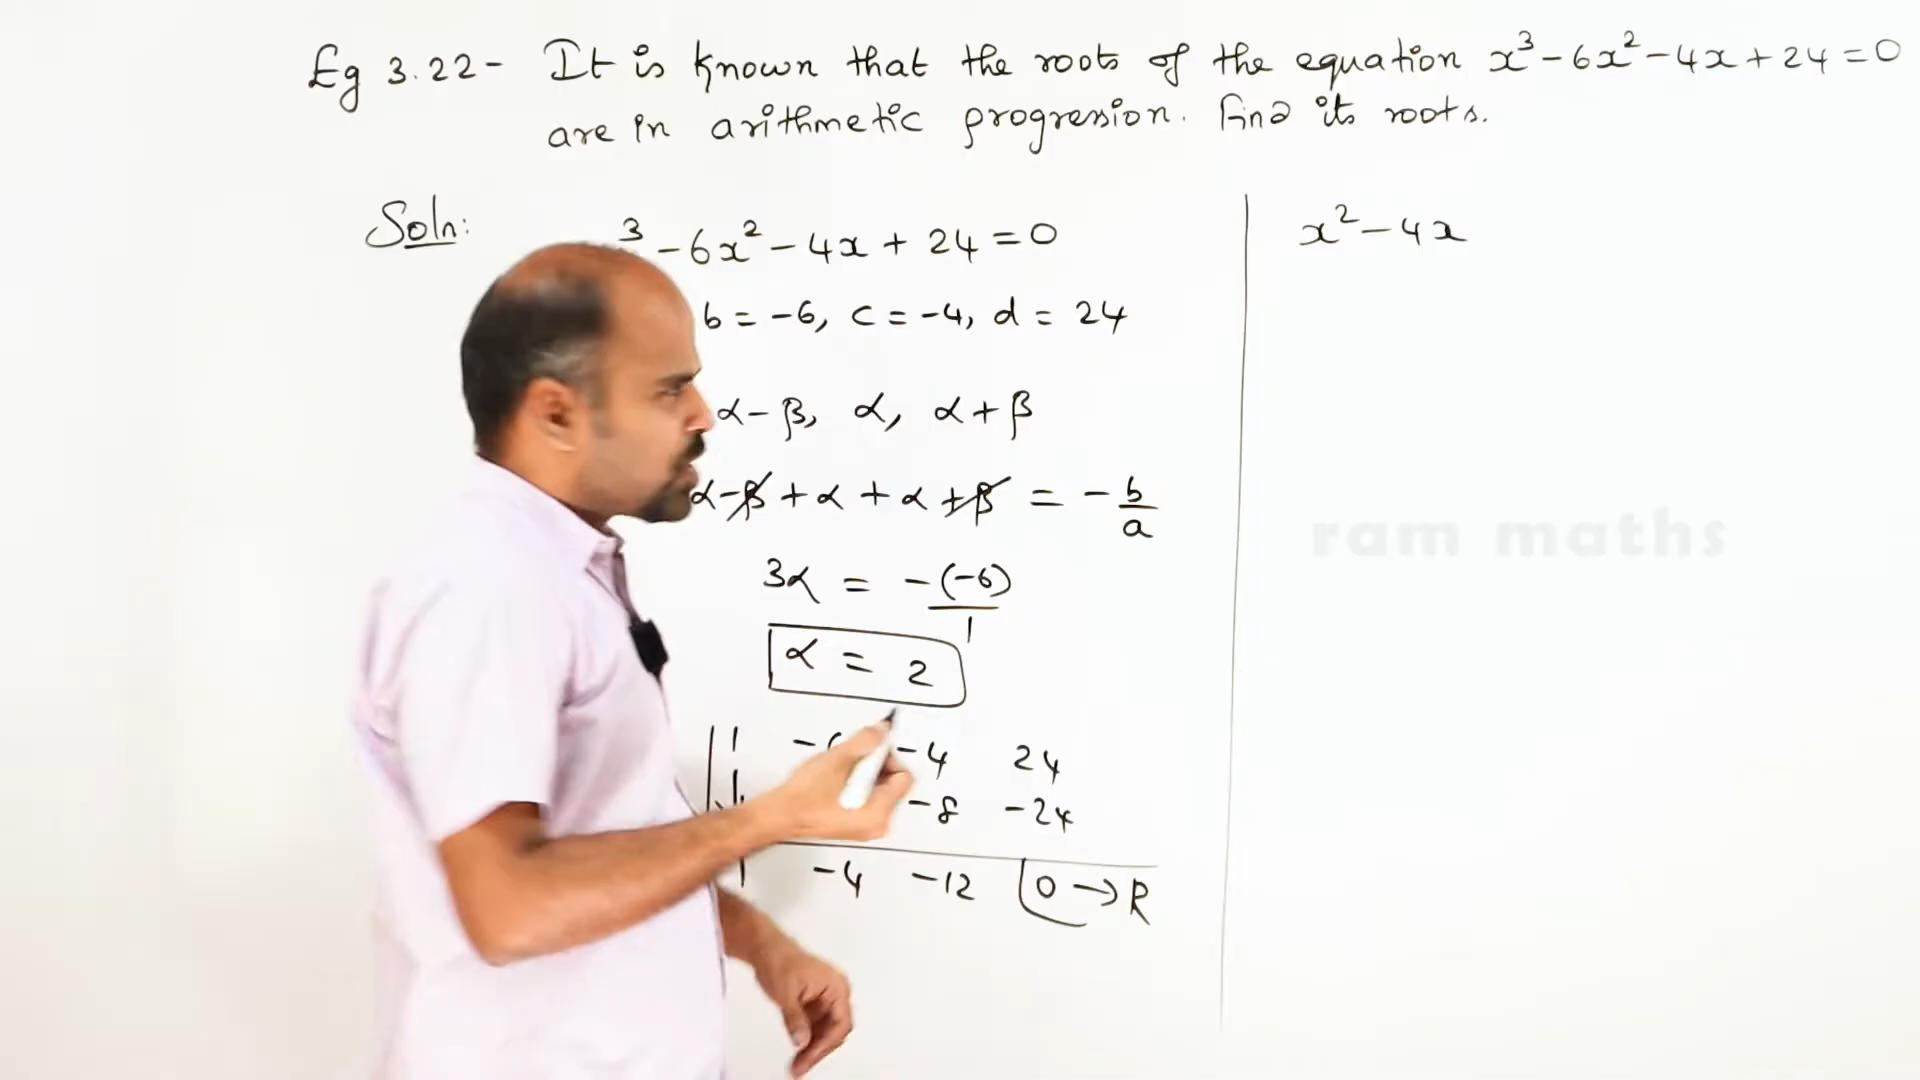 Eg 3.22- It is known that the roots of the equation x³-6x²-4x+24=0
are in arithmetic progression. Find its roots.
Soln:
³-6x²-4x+24=0
b=-6, c=-4, d=24
α-β, α, α+β
α-β+α+α+β = -b/a
3α = -(-6)/1
α = 2
1 -4 24
-8 -24
1 -4 -12 0→R
x²-4x
ram maths